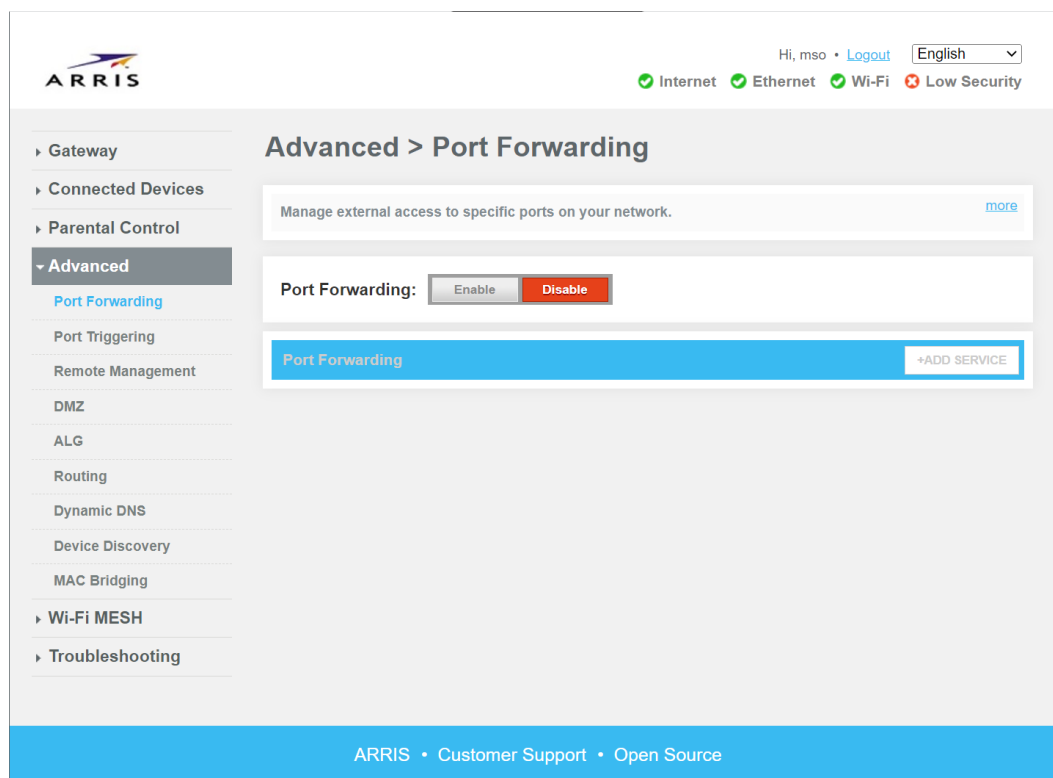 ARRIS
Hi, mso • Logout English
Internet Ethernet Wi-Fi Low Security
Gateway
Connected Devices
Parental Control
Advanced
Port Forwarding
Port Triggering
Remote Management
DMZ
ALG
Routing
Dynamic DNS
Device Discovery
MAC Bridging
Wi-Fi MESH
Troubleshooting
Advanced > Port Forwarding
Manage external access to specific ports on your network. more
Port Forwarding: Enable Disable
Port Forwarding +ADD SERVICE
ARRIS • Customer Support • Open Source